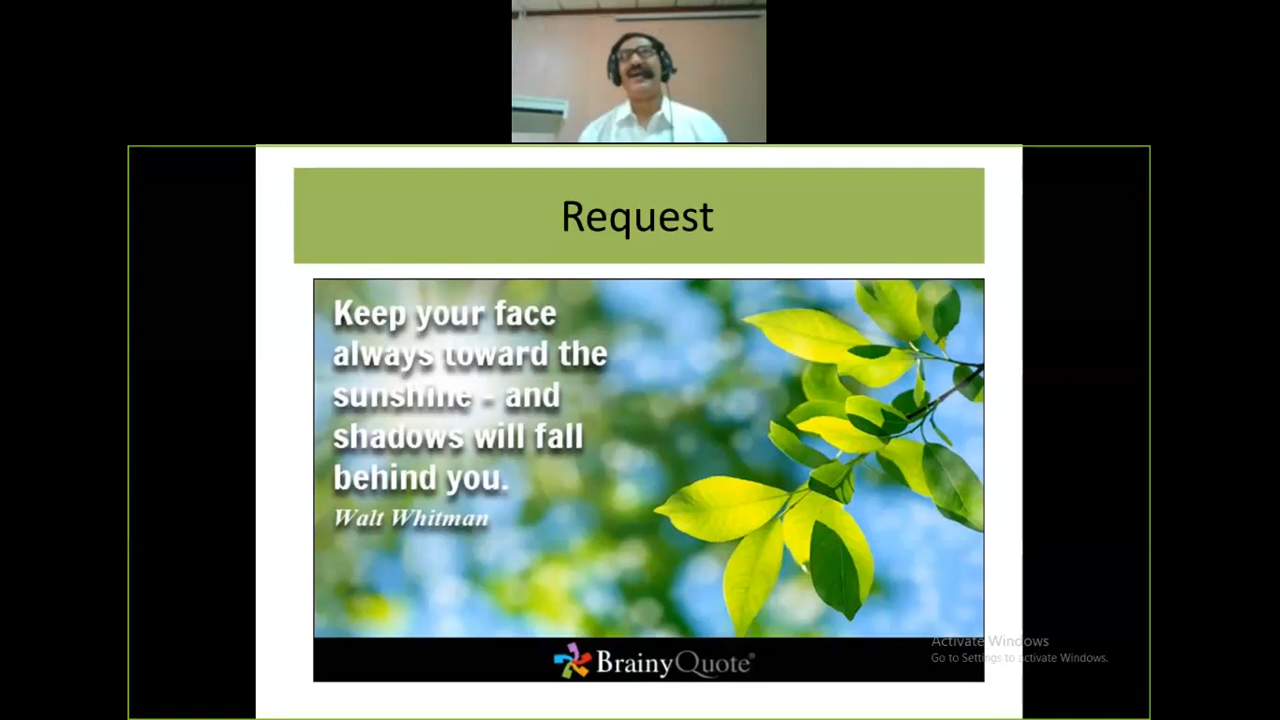 Request
Keep your face
always toward the
sunshine - and
shadows will fall
behind you.
Walt Whitman
BrainyQuote®
Activate Windows
Go to Settings to activate Windows.